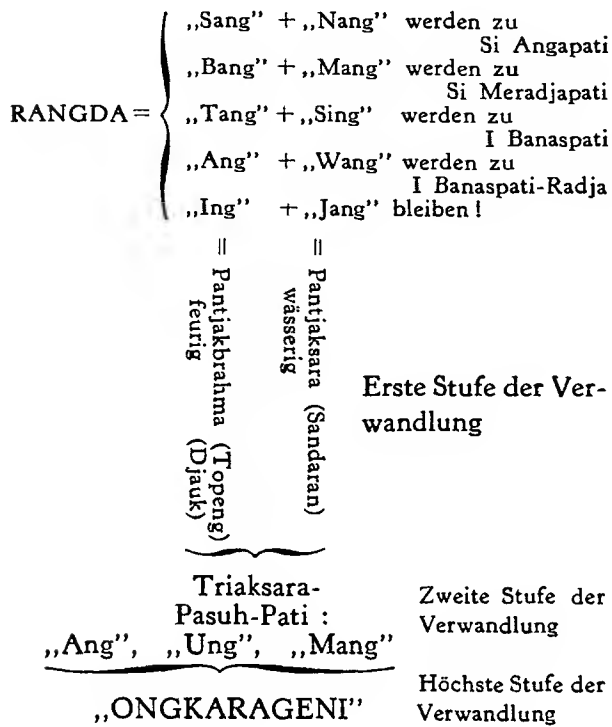 „Sang” + „Nang” werden zu
Si Angapati
„Bang” + „Mang” werden zu
Si Meradjapati
RANGDA = „Tang” + „Sing” werden zu
I Banaspati
„Ang” + „Wang” werden zu
I Banaspati-Radja
„Ing” + „Jang” bleiben!
= Pantjakbrahma (Topeng)
feurig (Djauk)
= Pantjaksara (Sandaran)
wässerig
Erste Stufe der Ver-
wandlung
Triaksara-
Pasuh-Pati :
„Ang”, „Ung”, „Mang”
Zweite Stufe der
Verwandlung
„ONGKARAGENI”
Höchste Stufe der
Verwandlung